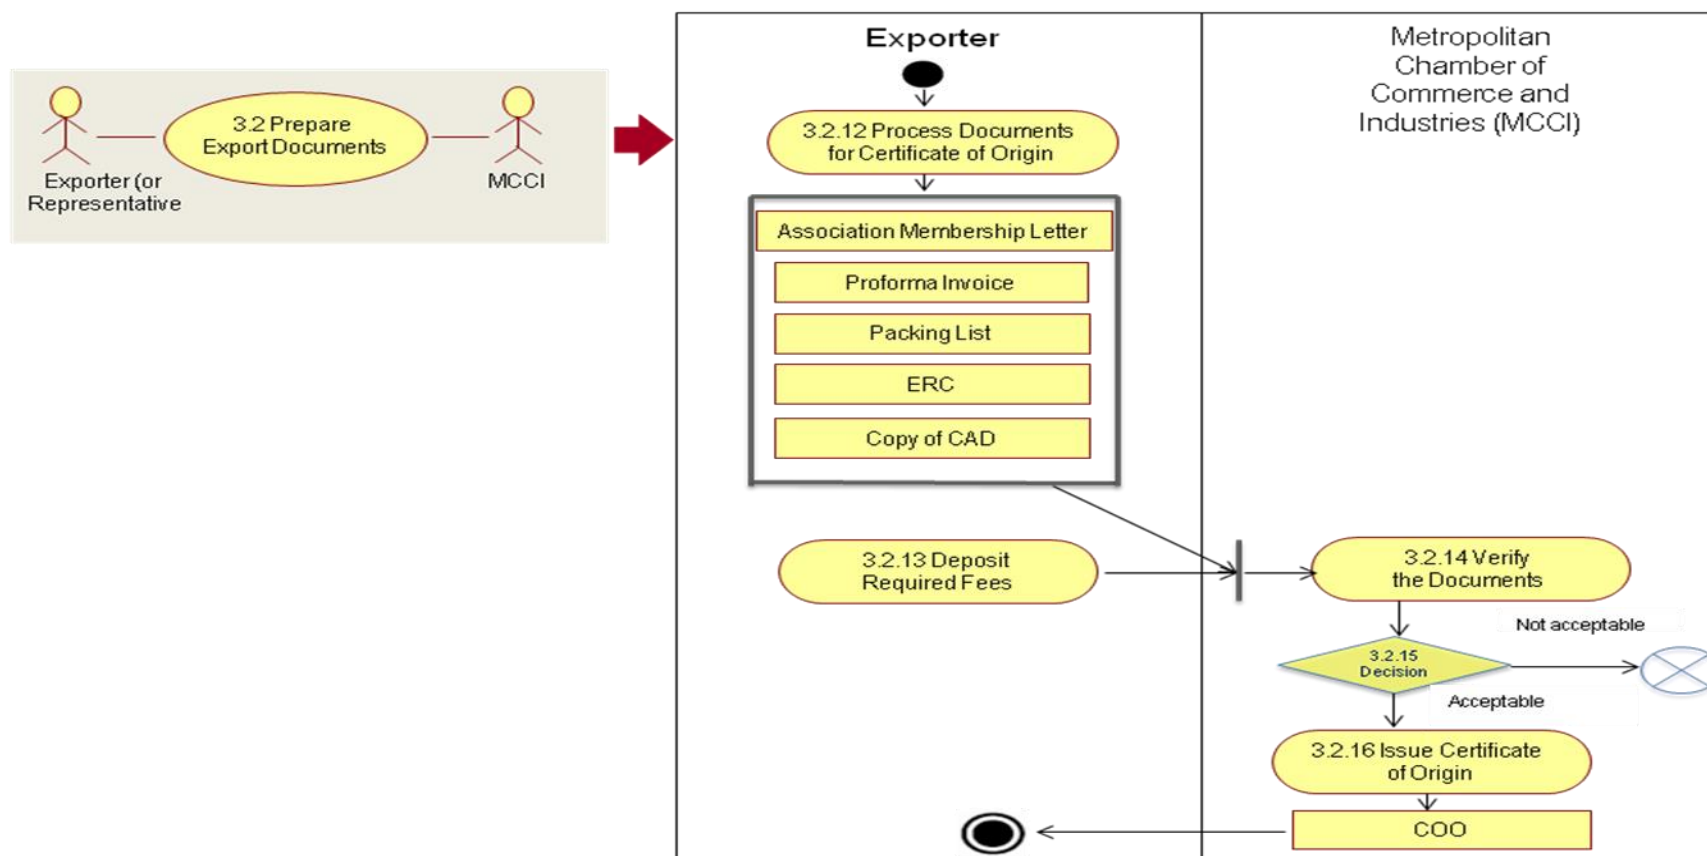 3.2 Prepare
Export Documents
Exporter (or
Representative
MCCI
Exporter
3.2.12 Process Documents
for Certificate of Origin
Association Membership Letter
Proforma Invoice
Packing List
ERC
Copy of CAD
3.2.13 Deposit
Required Fees
Metropolitan
Chamber of
Commerce and
Industries (MCCI)
3.2.14 Verify
the Documents
Not acceptable
3.2.15
Decision
Acceptable
3.2.16 Issue Certificate
of Origin
COO